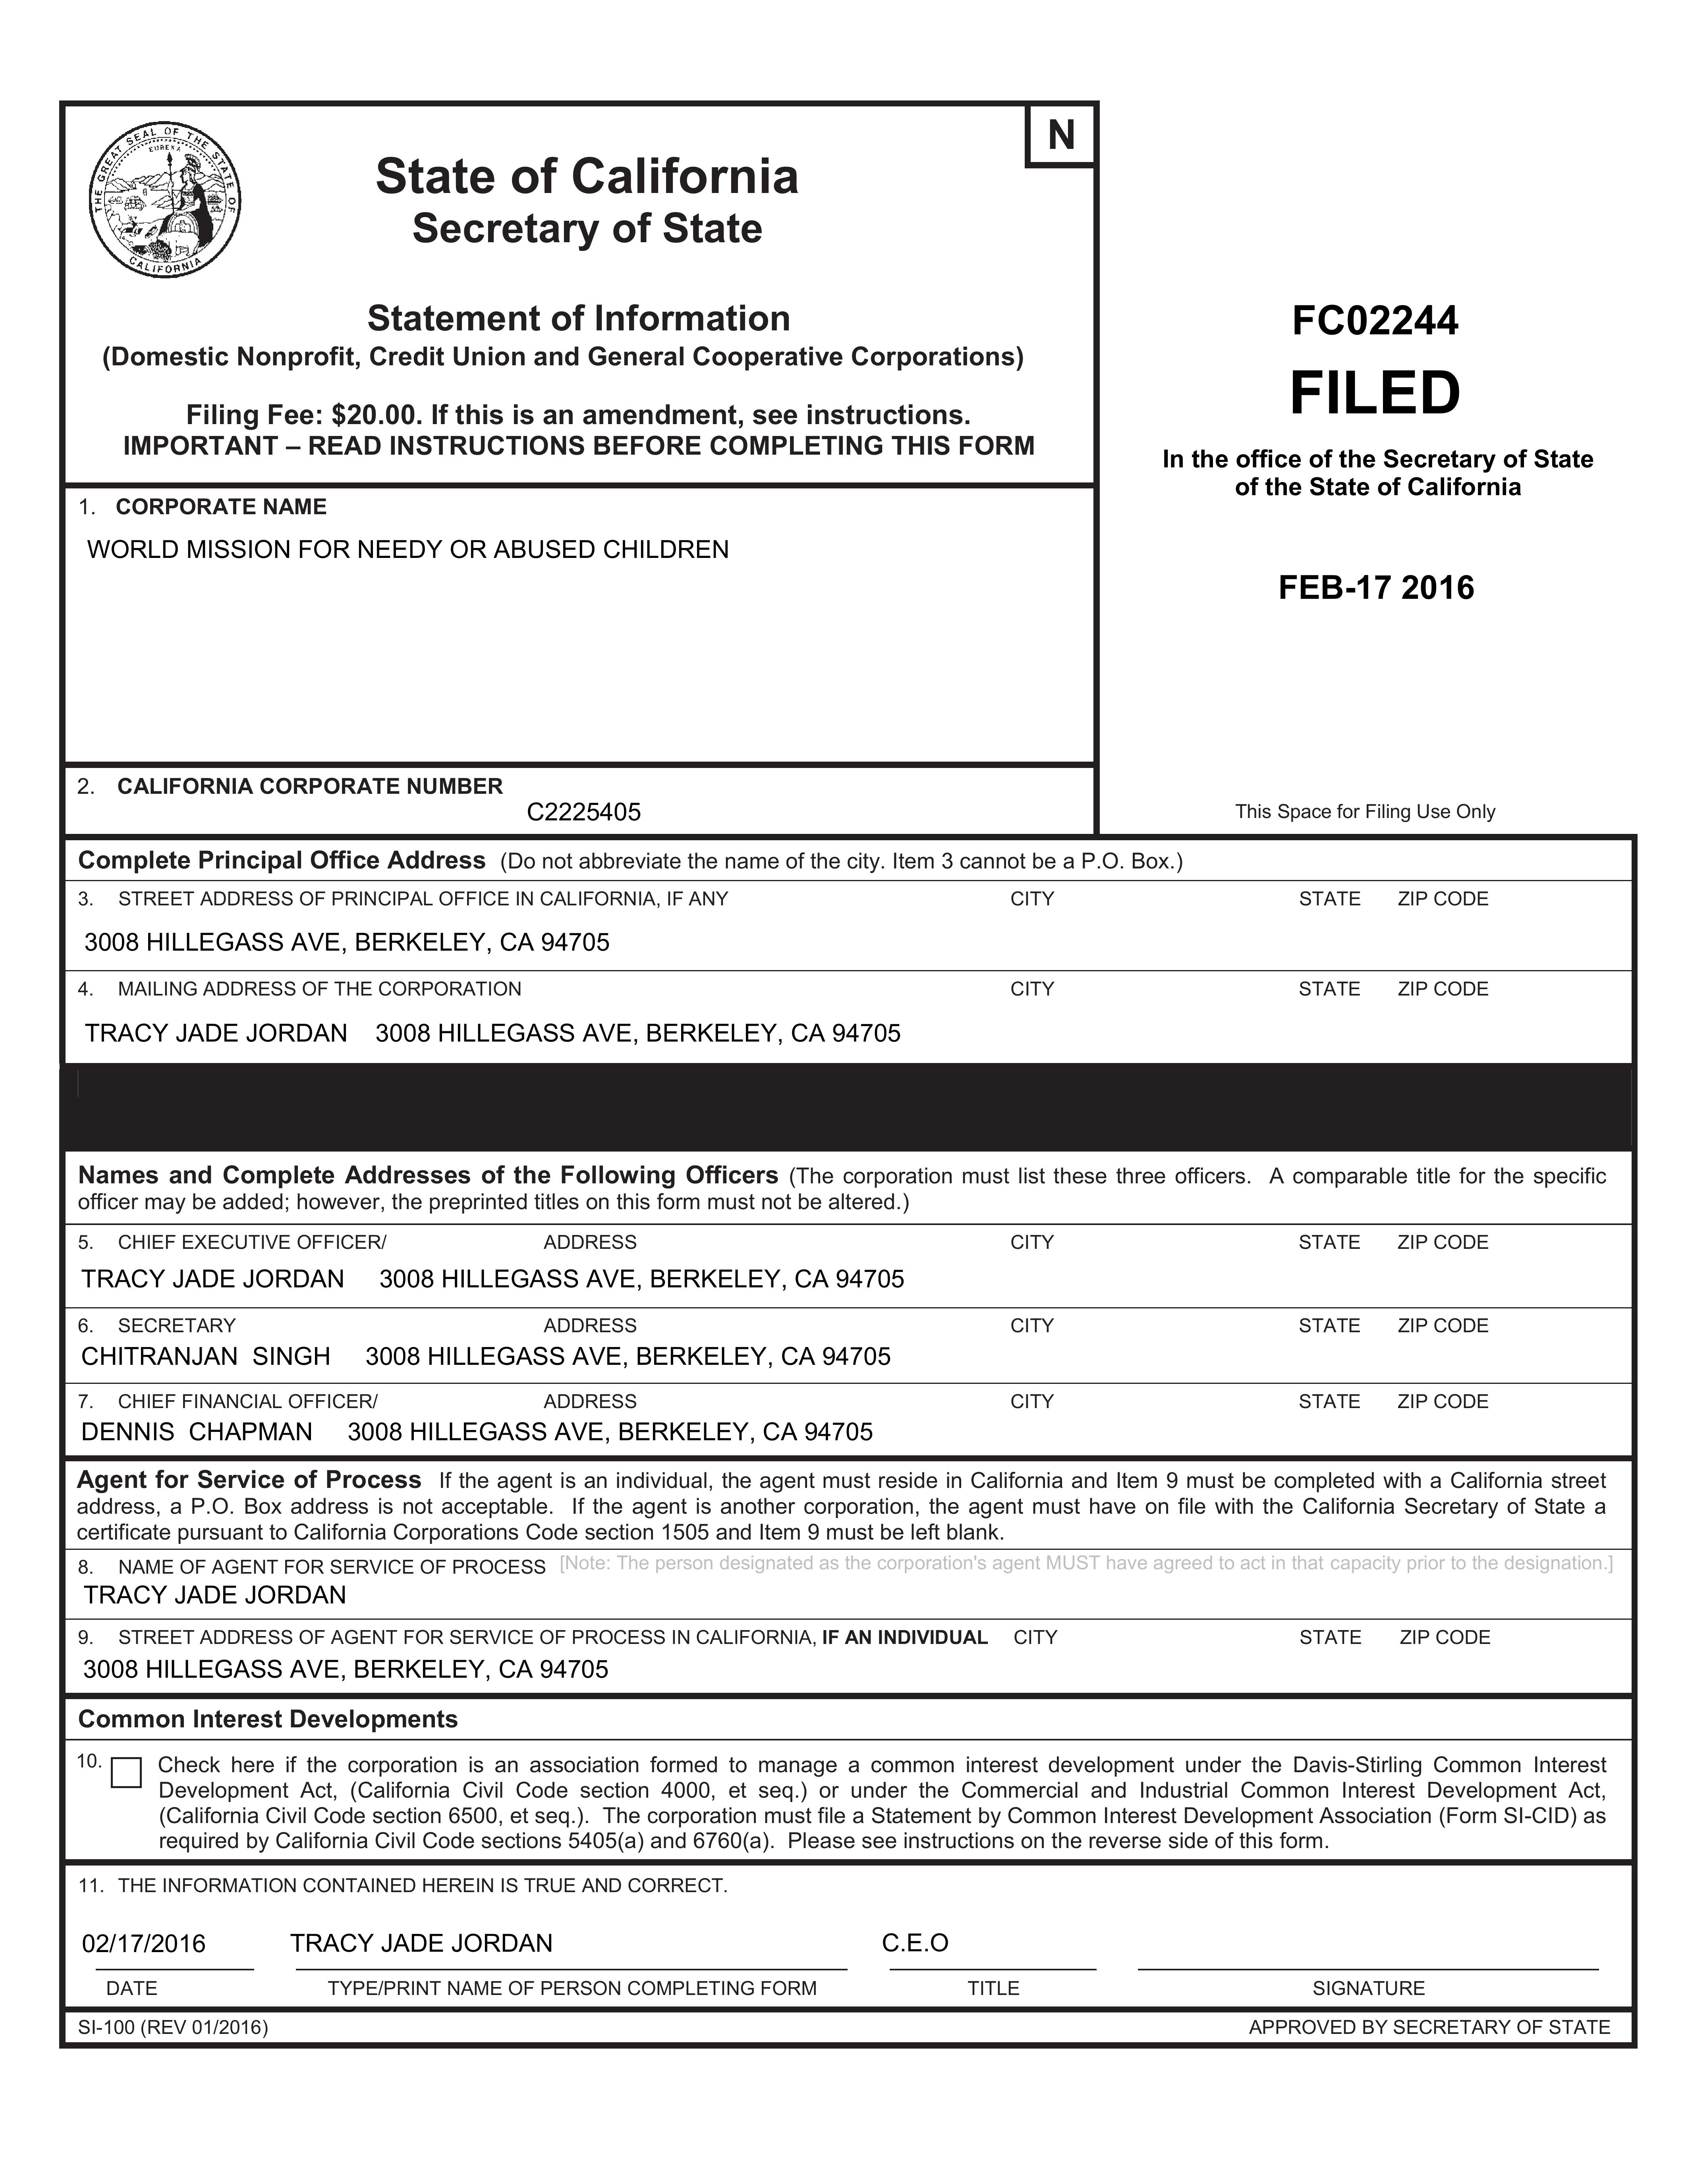 THE GREAT SEAL OF THE STATE OF CALIFORNIA
EUREKA
N
State of California
Secretary of State
Statement of Information
(Domestic Nonprofit, Credit Union and General Cooperative Corporations)
Filing Fee: $20.00. If this is an amendment, see instructions.
IMPORTANT – READ INSTRUCTIONS BEFORE COMPLETING THIS FORM
FC02244
FILED
In the office of the Secretary of State
of the State of California
FEB-17 2016
1. CORPORATE NAME
WORLD MISSION FOR NEEDY OR ABUSED CHILDREN
2. CALIFORNIA CORPORATE NUMBER
C2225405
This Space for Filing Use Only
Complete Principal Office Address (Do not abbreviate the name of the city. Item 3 cannot be a P.O. Box.)
3. STREET ADDRESS OF PRINCIPAL OFFICE IN CALIFORNIA, IF ANY CITY STATE ZIP CODE
3008 HILLEGASS AVE, BERKELEY, CA 94705
4. MAILING ADDRESS OF THE CORPORATION CITY STATE ZIP CODE
TRACY JADE JORDAN 3008 HILLEGASS AVE, BERKELEY, CA 94705
Names and Complete Addresses of the Following Officers (The corporation must list these three officers. A comparable title for the specific
officer may be added; however, the preprinted titles on this form must not be altered.)
5. CHIEF EXECUTIVE OFFICER/ ADDRESS CITY STATE ZIP CODE
TRACY JADE JORDAN 3008 HILLEGASS AVE, BERKELEY, CA 94705
6. SECRETARY ADDRESS CITY STATE ZIP CODE
CHITRANJAN SINGH 3008 HILLEGASS AVE, BERKELEY, CA 94705
7. CHIEF FINANCIAL OFFICER/ ADDRESS CITY STATE ZIP CODE
DENNIS CHAPMAN 3008 HILLEGASS AVE, BERKELEY, CA 94705
Agent for Service of Process If the agent is an individual, the agent must reside in California and Item 9 must be completed with a California street
address, a P.O. Box address is not acceptable. If the agent is another corporation, the agent must have on file with the California Secretary of State a
certificate pursuant to California Corporations Code section 1505 and Item 9 must be left blank.
8. NAME OF AGENT FOR SERVICE OF PROCESS [Note: The person designated as the corporation's agent MUST have agreed to act in that capacity prior to the designation.]
TRACY JADE JORDAN
9. STREET ADDRESS OF AGENT FOR SERVICE OF PROCESS IN CALIFORNIA, IF AN INDIVIDUAL CITY STATE ZIP CODE
3008 HILLEGASS AVE, BERKELEY, CA 94705
Common Interest Developments
10. Check here if the corporation is an association formed to manage a common interest development under the Davis-Stirling Common Interest
Development Act, (California Civil Code section 4000, et seq.) or under the Commercial and Industrial Common Interest Development Act,
(California Civil Code section 6500, et seq.). The corporation must file a Statement by Common Interest Development Association (Form SI-CID) as
required by California Civil Code sections 5405(a) and 6760(a). Please see instructions on the reverse side of this form.
11. THE INFORMATION CONTAINED HEREIN IS TRUE AND CORRECT.
02/17/2016 TRACY JADE JORDAN C.E.O
DATE TYPE/PRINT NAME OF PERSON COMPLETING FORM TITLE SIGNATURE
SI-100 (REV 01/2016) APPROVED BY SECRETARY OF STATE